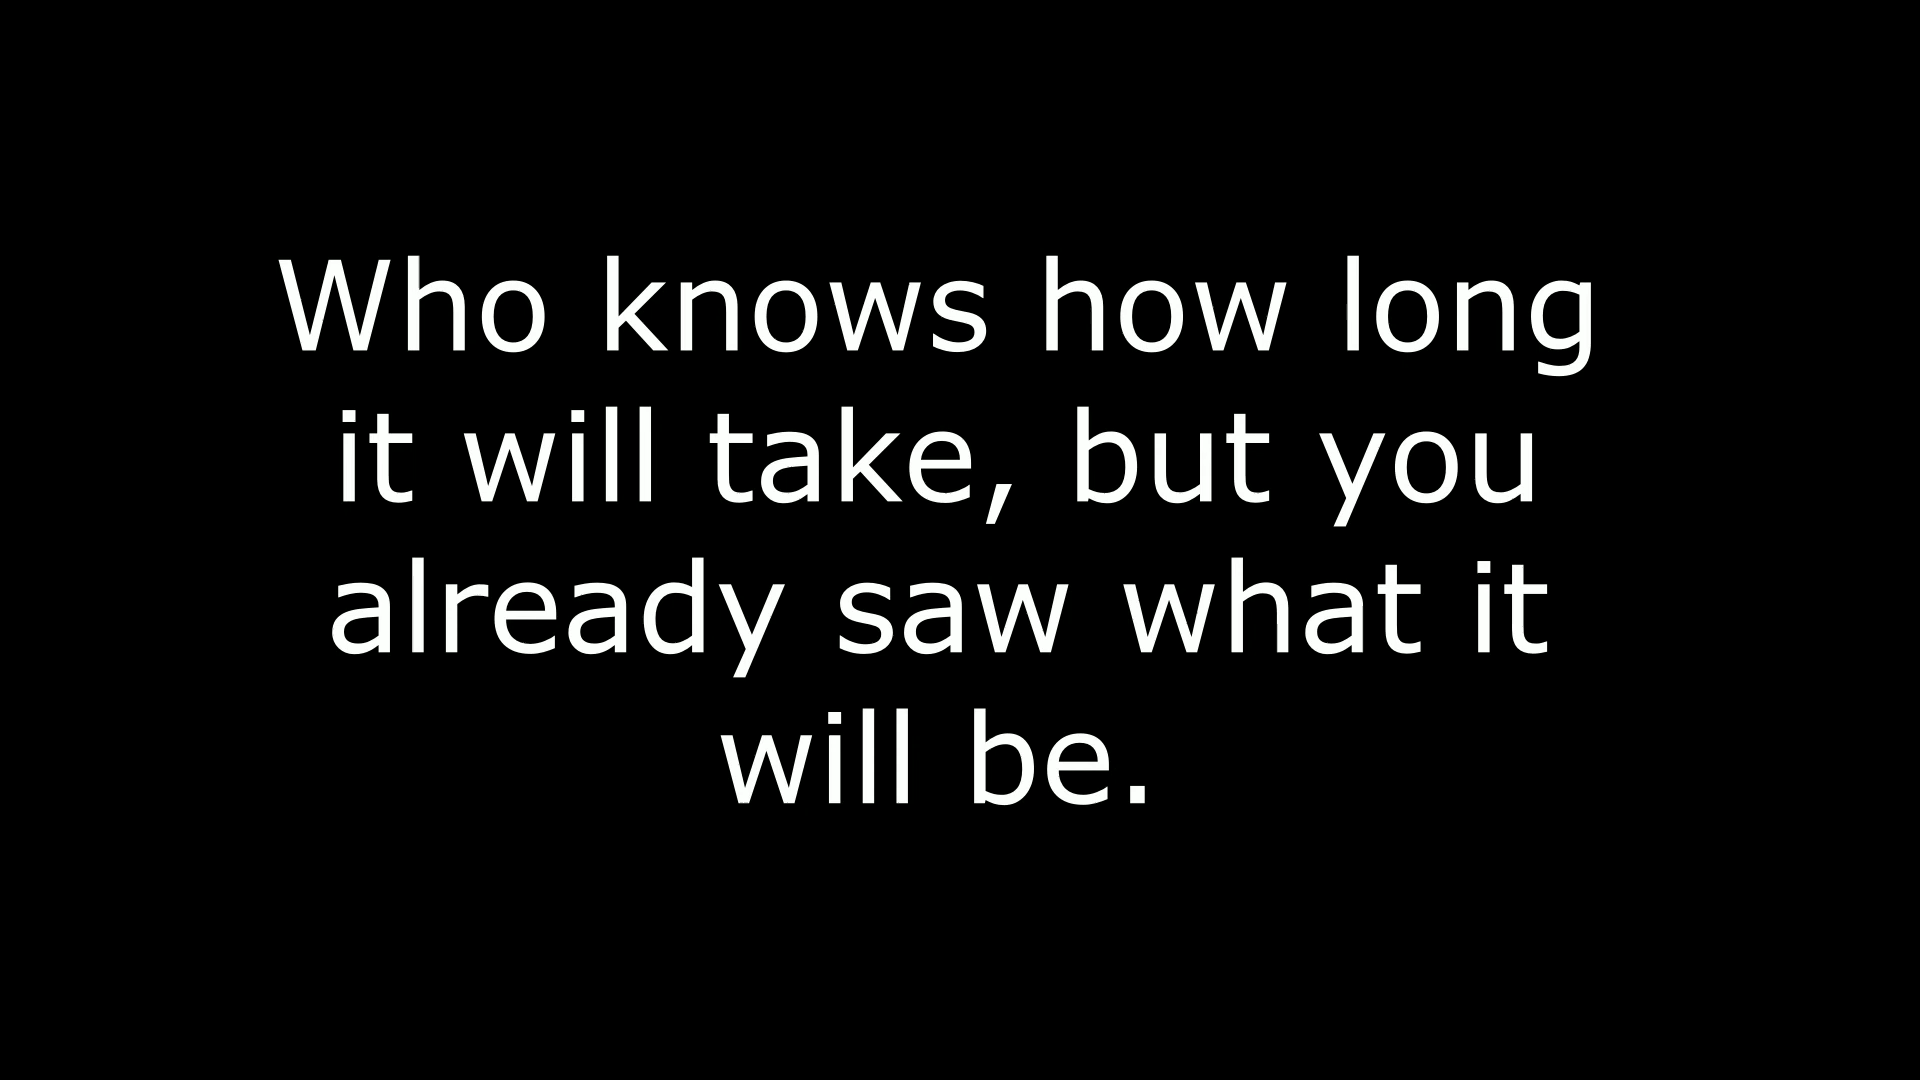 Who knows how long
it will take, but you
already saw what it
will be.